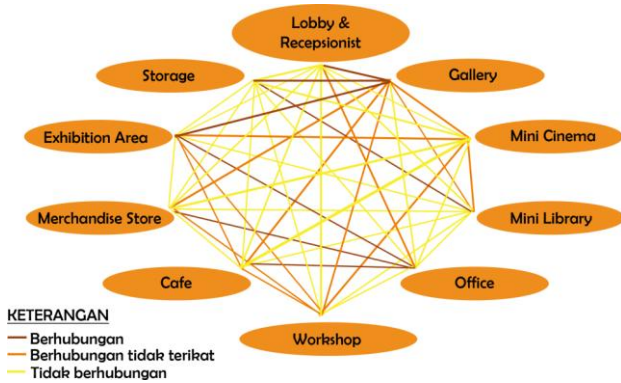 Lobby &
Recepsionist
Storage
Gallery
Exhibition Area
Mini Cinema
Merchandise Store
Mini Library
Cafe
Office
Workshop
KETERANGAN
Berhubungan
Berhubungan tidak terikat
Tidak berhubungan